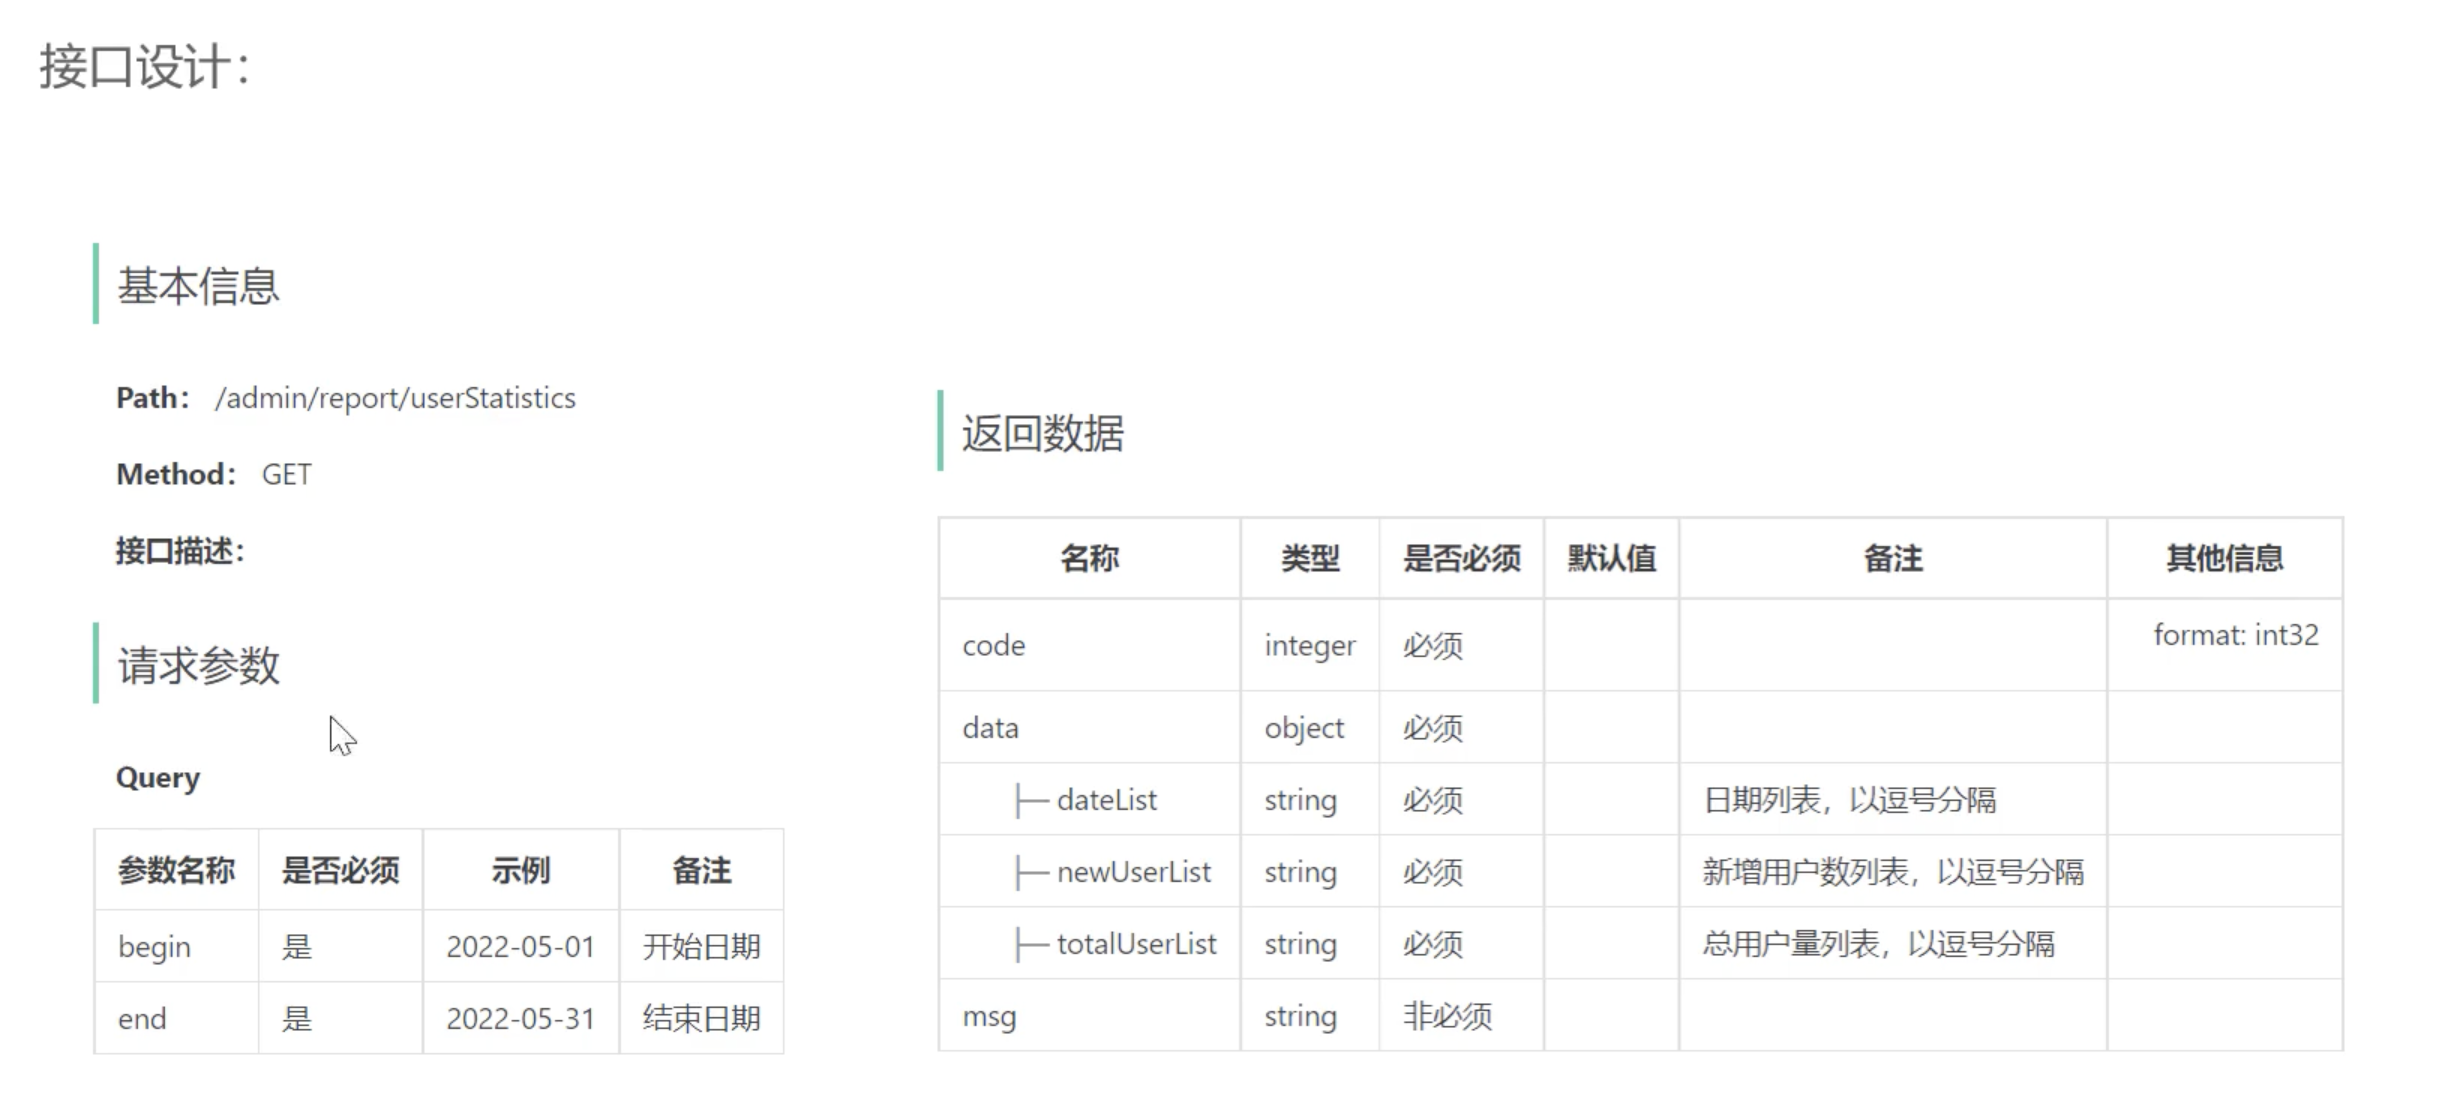 接口设计：
基本信息
Path： /admin/report/userStatistics
Method： GET
接口描述：
请求参数
Query
参数名称 是否必须 示例 备注
begin 是 2022-05-01 开始日期
end 是 2022-05-31 结束日期
返回数据
名称 类型 是否必须 默认值 备注 其他信息
code integer 必须 format: int32
data object 必须
├─ dateList string 必须 日期列表，以逗号分隔
├─ newUserList string 必须 新增用户数列表，以逗号分隔
├─ totalUserList string 必须 总用户量列表，以逗号分隔
msg string 非必须